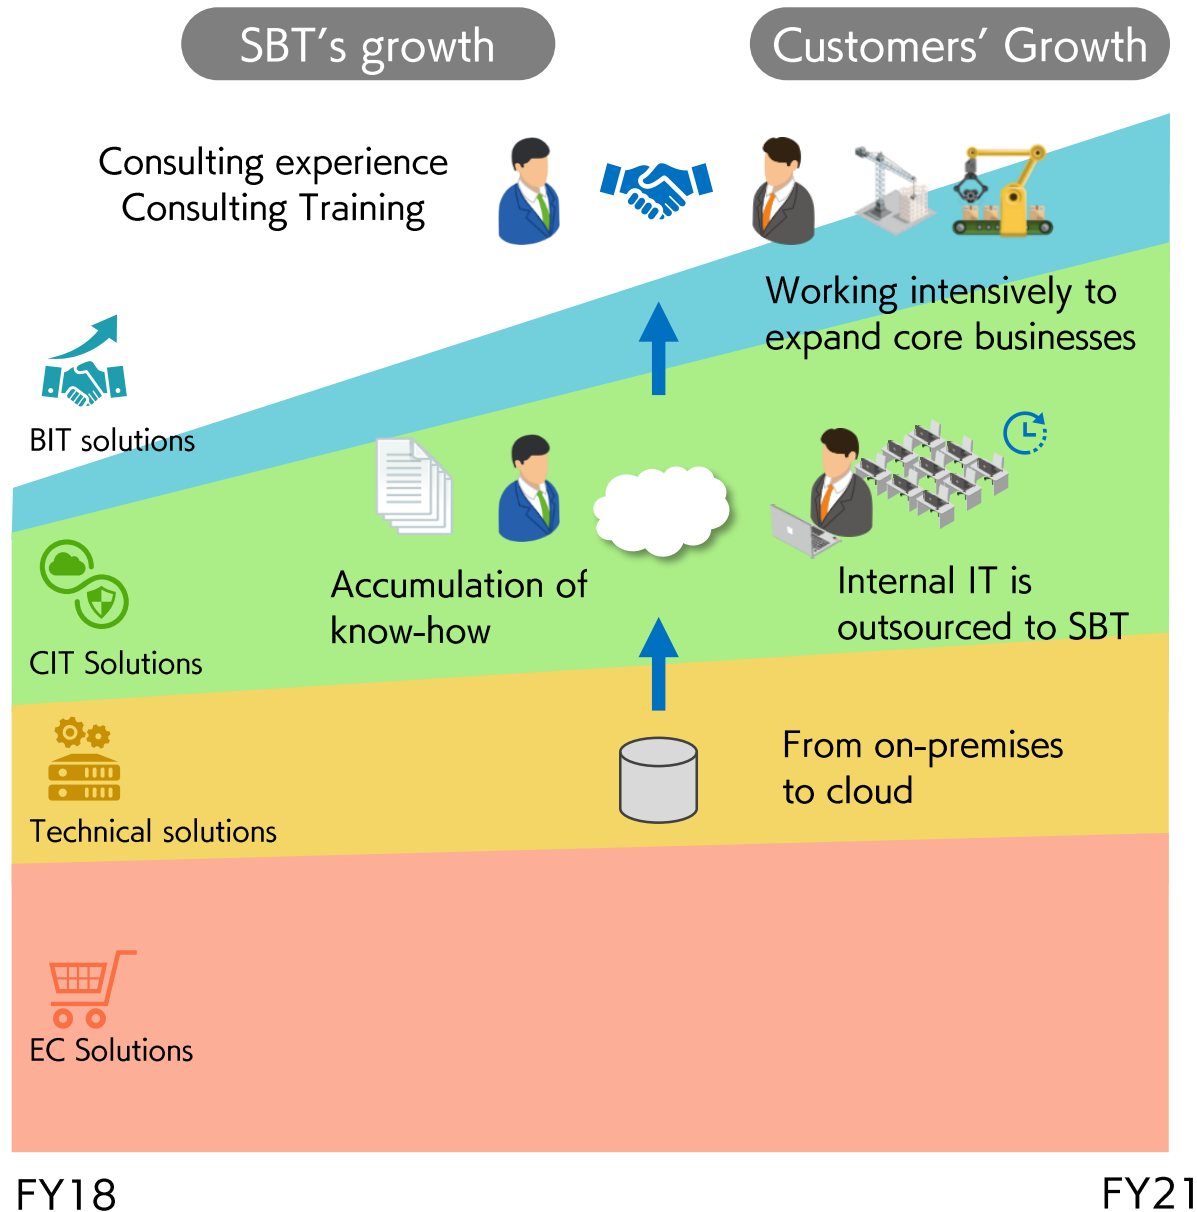 SBT’s growth
Customers’ Growth
Consulting experience
Consulting Training
Working intensively to
expand core businesses
BIT solutions
Accumulation of
know-how
Internal IT is
outsourced to SBT
CIT Solutions
From on-premises
to cloud
Technical solutions
EC Solutions
FY18
FY21